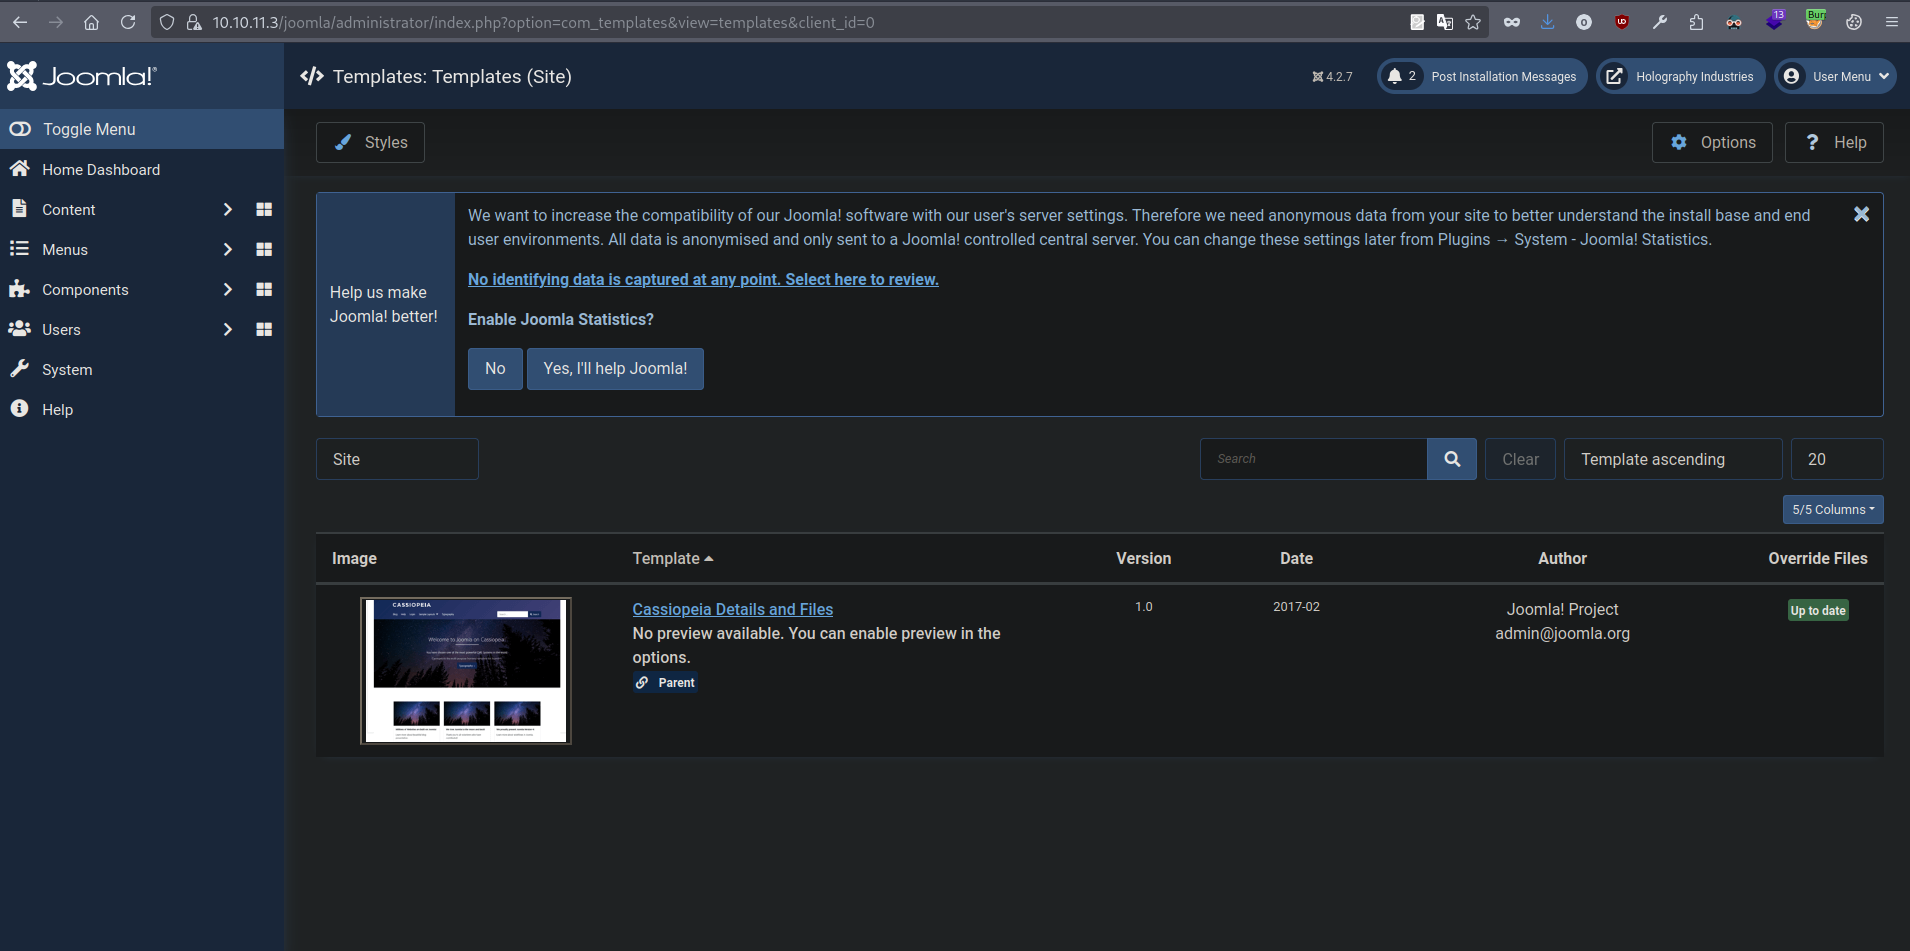 10.10.11.3/joomla/administrator/index.php?option=com_templates&view=templates&client_id=0
13
Joomla!®
Templates: Templates (Site)
4.2.7
2
Post Installation Messages
Holography Industries
User Menu
Toggle Menu
Home Dashboard
Content
Menus
Components
Users
System
Help
Styles
Options
? Help
Help us make
Joomla! better!
We want to increase the compatibility of our Joomla! software with our user's server settings. Therefore we need anonymous data from your site to better understand the install base and end
user environments. All data is anonymised and only sent to a Joomla! controlled central server. You can change these settings later from Plugins → System - Joomla! Statistics.
No identifying data is captured at any point. Select here to review.
Enable Joomla Statistics?
No
Yes, I'll help Joomla!
Site
Search
Clear
Template ascending
20
5/5 Columns
Image
Template
Version
Date
Author
Override Files
CASSIOPEIA
Welcome to Joomla on Cassiopeia
Cassiopeia Details and Files
No preview available. You can enable preview in the
options.
Parent
1.0
2017-02
Joomla! Project
admin@joomla.org
Up to date